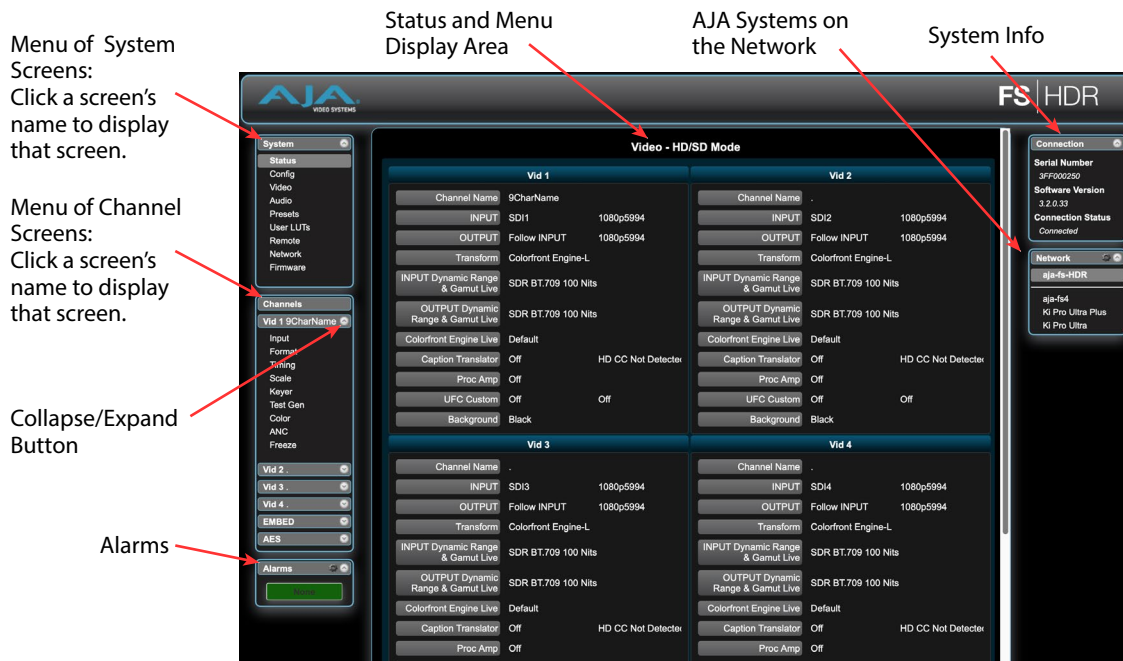 Menu of System
Screens:
Click a screen's
name to display
that screen.
Menu of Channel
Screens:
Click a screen's
name to display
that screen.
Collapse/Expand
Button
Alarms
Status and Menu
Display Area
AJA Systems on
the Network
System Info
AJA
VIDEO SYSTEMS
FS|HDR
System
Status
Config
Video
Audio
Presets
User LUTs
Remote
Network
Firmware
Channels
Vid 1 9CharName
Input
Format
Timing
Scale
Keyer
Test Gen
Color
ANC
Freeze
Vid 2 .
Vid 3 .
Vid 4 .
EMBED
AES
Alarms
None
Video - HD/SD Mode
Vid 1
Channel Name 9CharName
INPUT SDI1 1080p5994
OUTPUT Follow INPUT 1080p5994
Transform Colorfront Engine-L
INPUT Dynamic Range
& Gamut Live SDR BT.709 100 Nits
OUTPUT Dynamic
Range & Gamut Live SDR BT.709 100 Nits
Colorfront Engine Live Default
Caption Translator Off HD CC Not Detected
Proc Amp Off
UFC Custom Off Off
Background Black
Vid 2
Channel Name .
INPUT SDI2 1080p5994
OUTPUT Follow INPUT 1080p5994
Transform Colorfront Engine-L
INPUT Dynamic Range
& Gamut Live SDR BT.709 100 Nits
OUTPUT Dynamic
Range & Gamut Live SDR BT.709 100 Nits
Colorfront Engine Live Default
Caption Translator Off HD CC Not Detected
Proc Amp Off
UFC Custom Off Off
Background Black
Vid 3
Channel Name .
INPUT SDI3 1080p5994
OUTPUT Follow INPUT 1080p5994
Transform Colorfront Engine-L
INPUT Dynamic Range
& Gamut Live SDR BT.709 100 Nits
OUTPUT Dynamic
Range & Gamut Live SDR BT.709 100 Nits
Colorfront Engine Live Default
Caption Translator Off HD CC Not Detected
Proc Amp Off
Vid 4
Channel Name .
INPUT SDI4 1080p5994
OUTPUT Follow INPUT 1080p5994
Transform Colorfront Engine-L
INPUT Dynamic Range
& Gamut Live SDR BT.709 100 Nits
OUTPUT Dynamic
Range & Gamut Live SDR BT.709 100 Nits
Colorfront Engine Live Default
Caption Translator Off HD CC Not Detected
Proc Amp Off
Connection
Serial Number
3FF000250
Software Version
3.2.0.33
Connection Status
Connected
Network
aja-fs-HDR
aja-fs4
Ki Pro Ultra Plus
Ki Pro Ultra